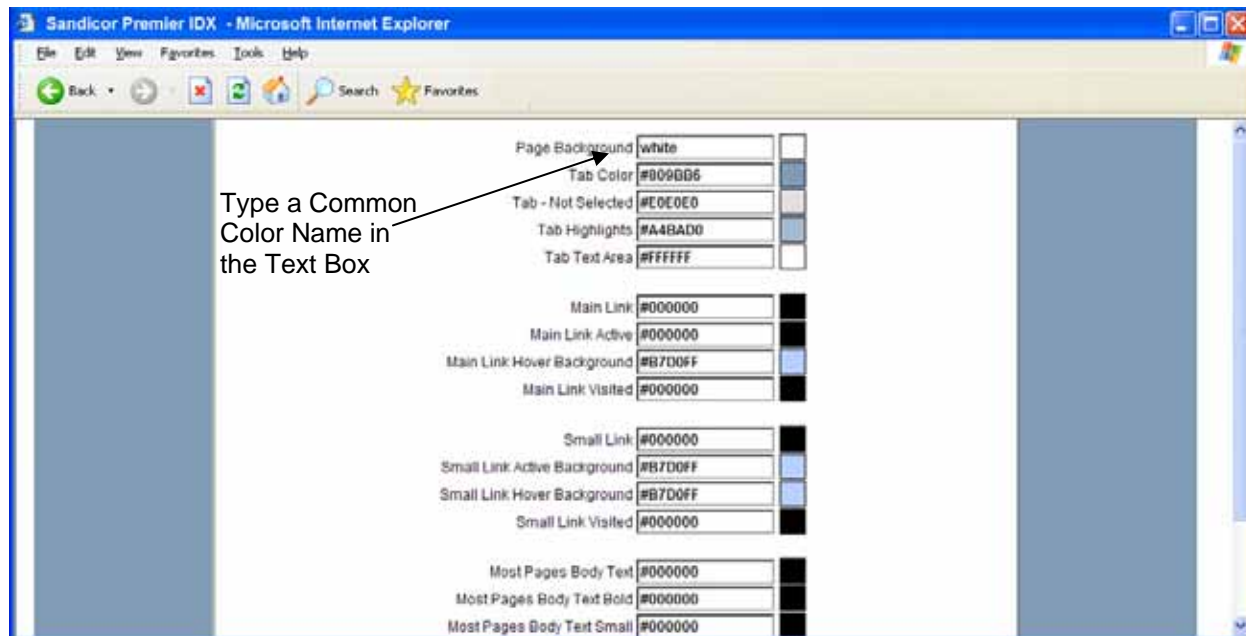 Sandicor Premier IDX - Microsoft Internet Explorer
File Edit View Favorites Tools Help
Back Search Favorites
Page Background white
Tab Color #809BB6
Tab - Not Selected #E0E0E0
Tab Highlights #A4BAD0
Tab Text Area #FFFFFF
Type a Common
Color Name in
the Text Box
Main Link #000000
Main Link Active #000000
Main Link Hover Background #B7D0FF
Main Link Visited #000000
Small Link #000000
Small Link Active Background #B7D0FF
Small Link Hover Background #B7D0FF
Small Link Visited #000000
Most Pages Body Text #000000
Most Pages Body Text Bold #000000
Most Pages Body Text Small #000000